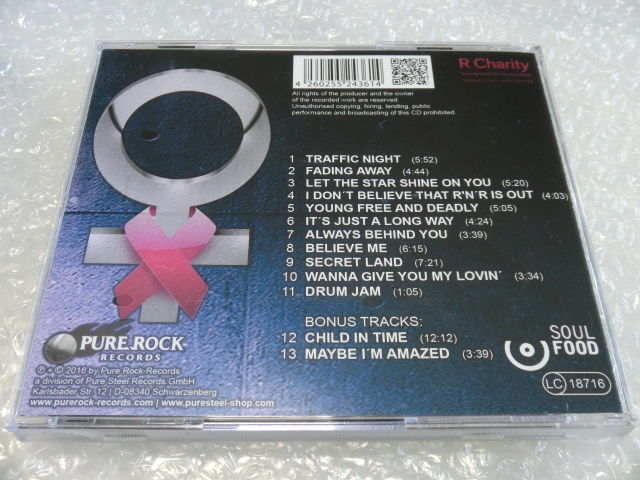 R Charity
4 260255 243614
All rights of the producer and the owner
of the recorded work are reserved.
Unauthorised copying, hiring, lending, public
performance and broadcasting of this CD prohibited.
1 TRAFFIC NIGHT (5:52)
2 FADING AWAY (4:44)
3 LET THE STAR SHINE ON YOU (5:20)
4 I DON´T BELIEVE THAT R'N'R IS OUT (4:03)
5 YOUNG FREE AND DEADLY (5:05)
6 IT´S JUST A LONG WAY (4:24)
7 ALWAYS BEHIND YOU (3:39)
8 BELIEVE ME (6:15)
9 SECRET LAND (7:21)
10 WANNA GIVE YOU MY LOVIN´ (3:34)
11 DRUM JAM (1:05)
BONUS TRACKS:
12 CHILD IN TIME (12:12)
13 MAYBE I´M AMAZED (3:39)
PURE ROCK
RECORDS
℗ + © 2016 by Pure Rock Records
a division of Pure Steel Records GmbH
Karlsbader Str. 12 | D-08340 Schwarzenberg
www.purerock-records.com | www.puresteel-shop.com
SOUL
FOOD
LC 18716